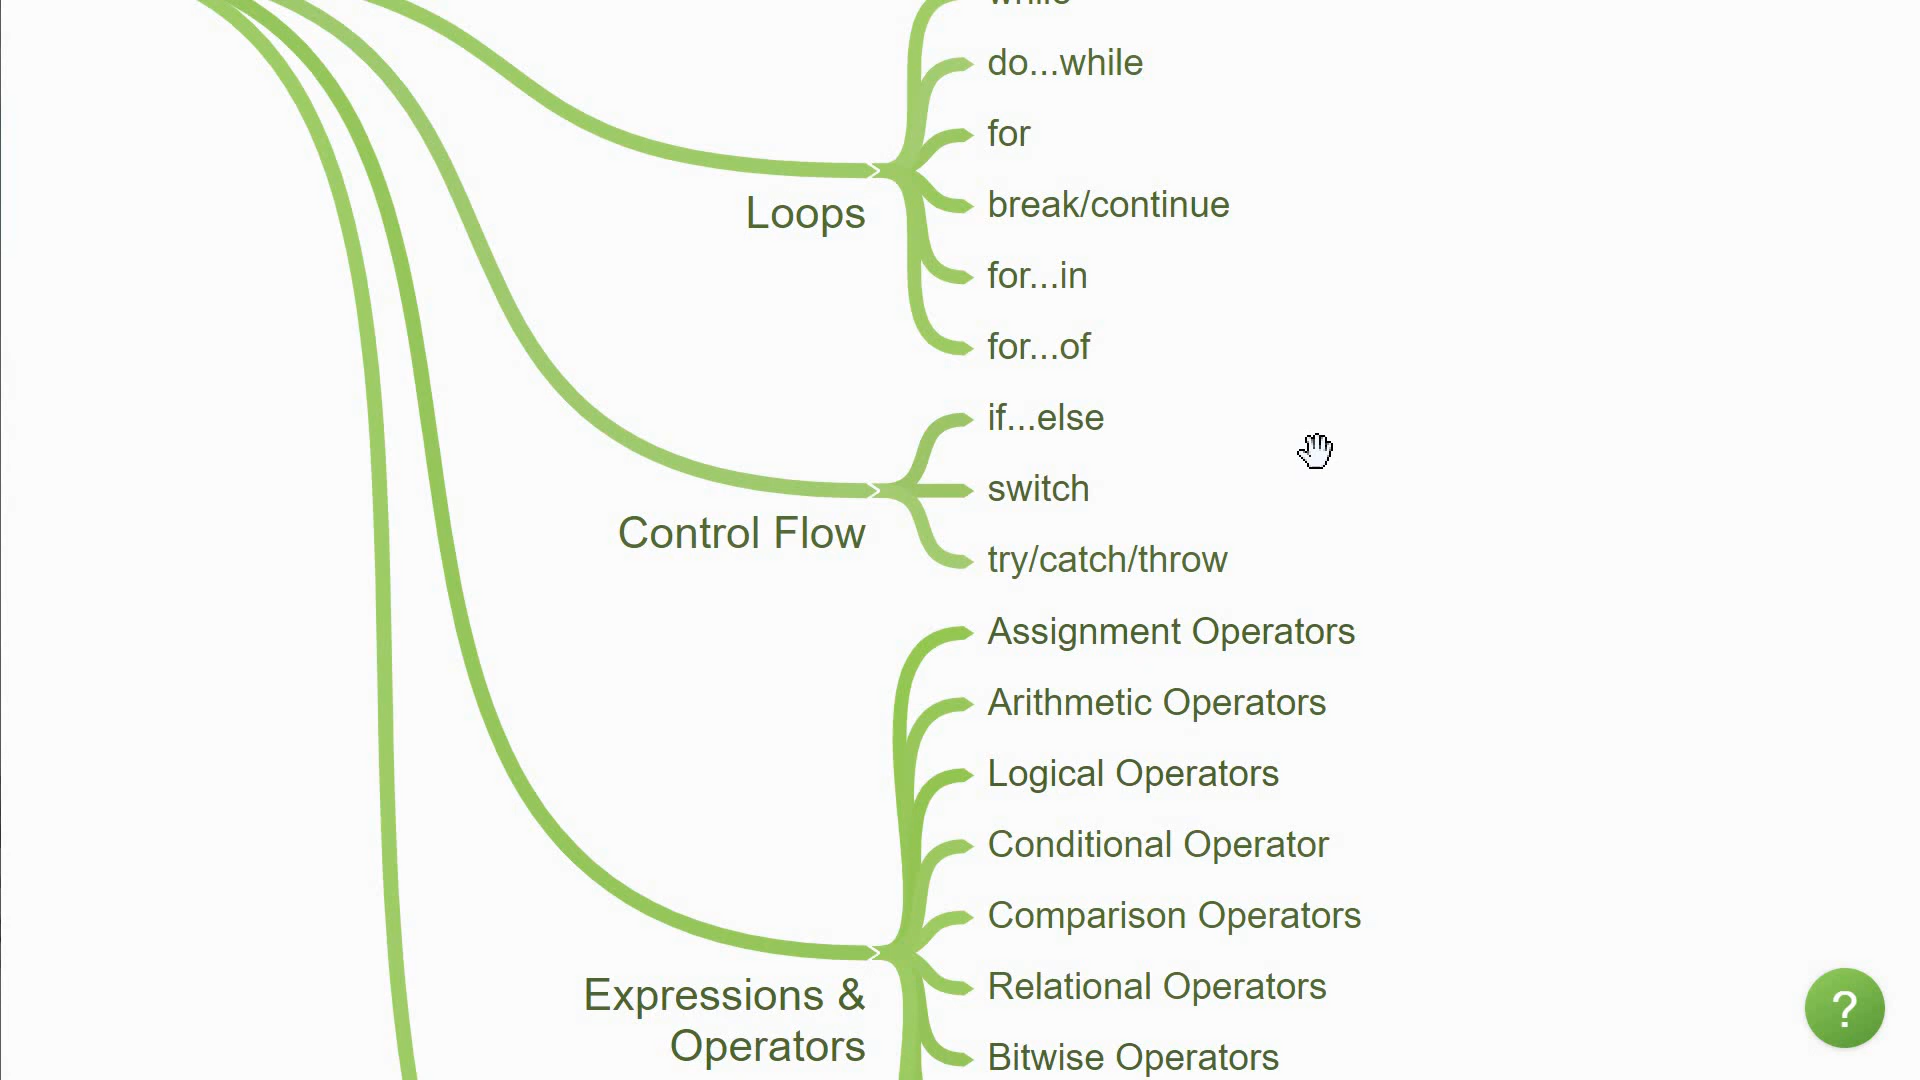 while
do...while
for
break/continue
Loops
for...in
for...of
if...else
switch
Control Flow
try/catch/throw
Assignment Operators
Arithmetic Operators
Logical Operators
Conditional Operator
Comparison Operators
Relational Operators
Expressions &
Operators
Bitwise Operators
?